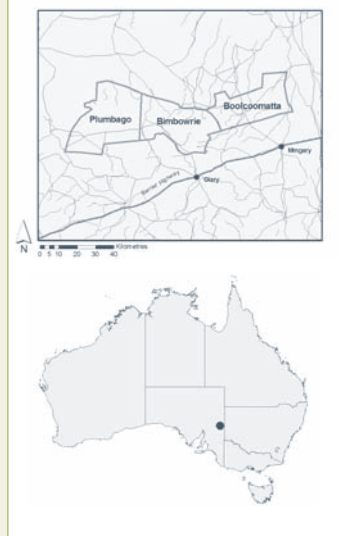 Boolcoomatta
Plumbago
Bimbowrie
Mingary
Barrier Highway
Olary
N
0 5 10 20 30 40 Kilometres